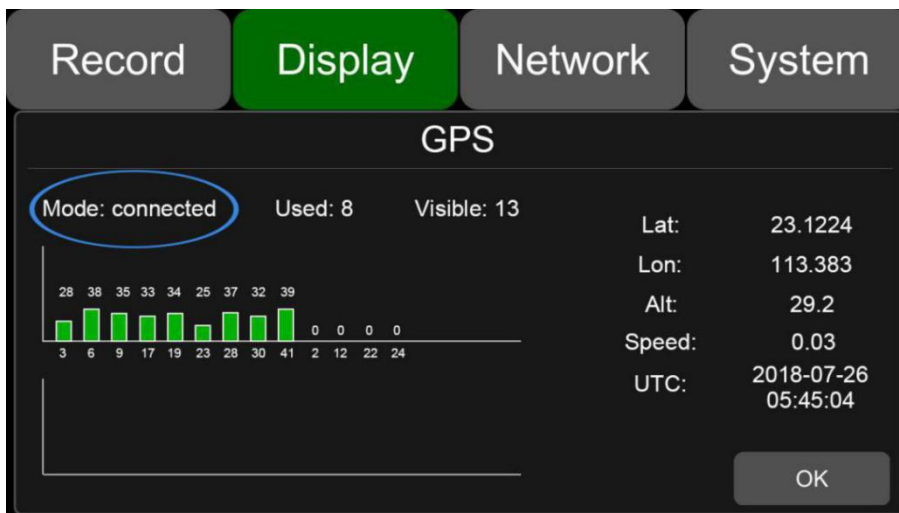 Record Display Network System
GPS
Mode: connected Used: 8 Visible: 13
Lat: 23.1224
Lon: 113.383
28 38 35 33 34 25 37 32 39
Alt: 29.2
0 0 0 0
Speed: 0.03
3 6 9 17 19 23 28 30 41 2 12 22 24
UTC: 2018-07-26
05:45:04
OK